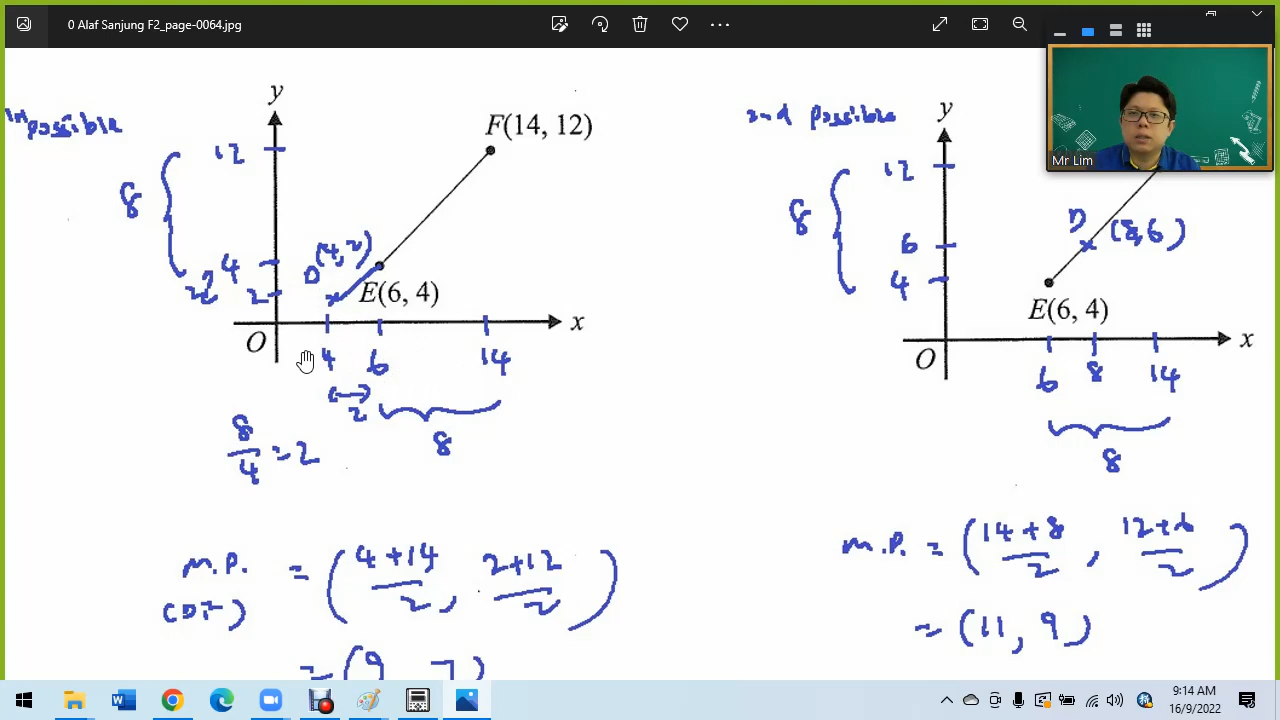 0 Alaf Sanjung F2_page-0064.jpg
Mr Lim
possible
y
F(14, 12)
12
8
D
(4, 2)
4
2
2
E(6, 4)
O
x
4
6
14
2
8
8/4 = 2
M.P. = (4+14/2, 2+12/2)
(DF)
= (9, 7)
2nd possible
y
12
8
D
6
(8,6)
4
E(6, 4)
O
x
6
8
14
8
M.P. = (14+8/2, 12+6/2)
= (11, 9)
9:14 AM
16/9/2022